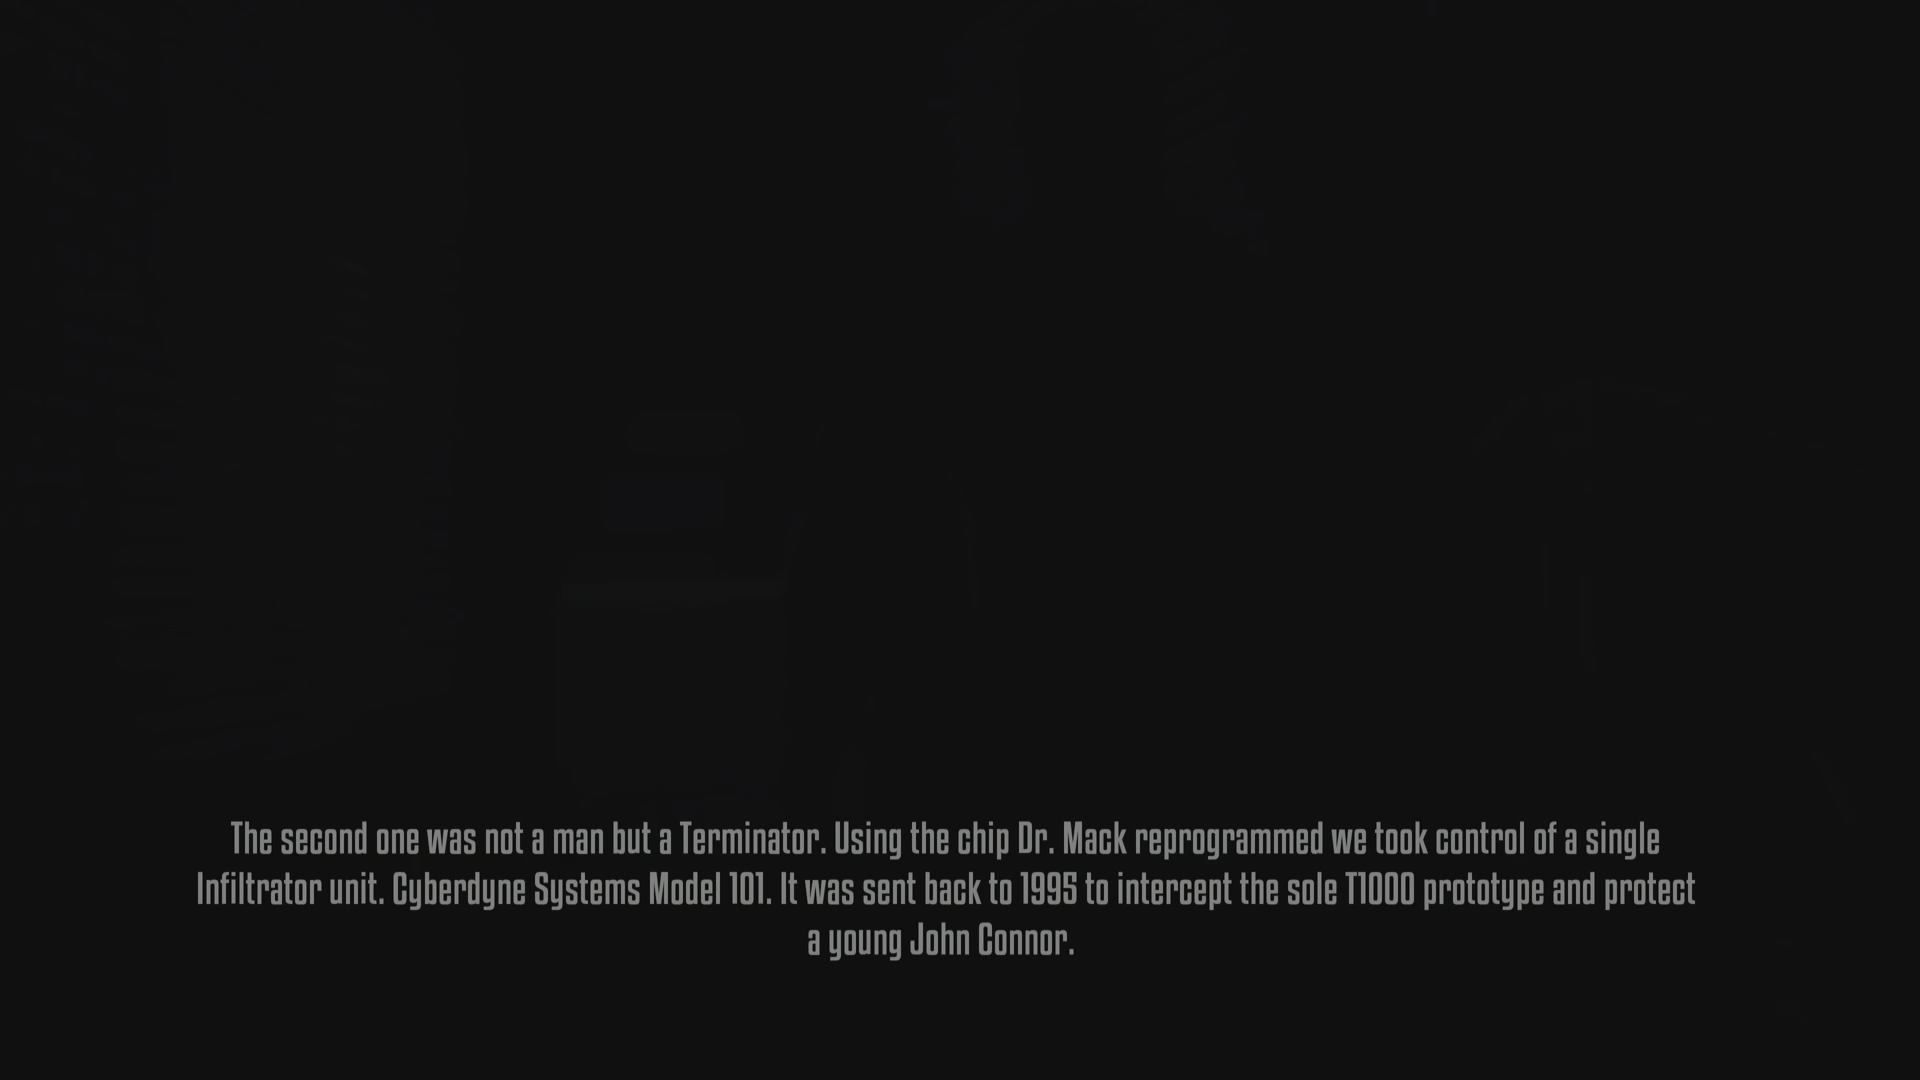 The second one was not a man but a Terminator. Using the chip Dr. Mack reprogrammed we took control of a single
Infiltrator unit. Cyberdyne Systems Model 101. It was sent back to 1995 to intercept the sole T1000 prototype and protect
a young John Connor.